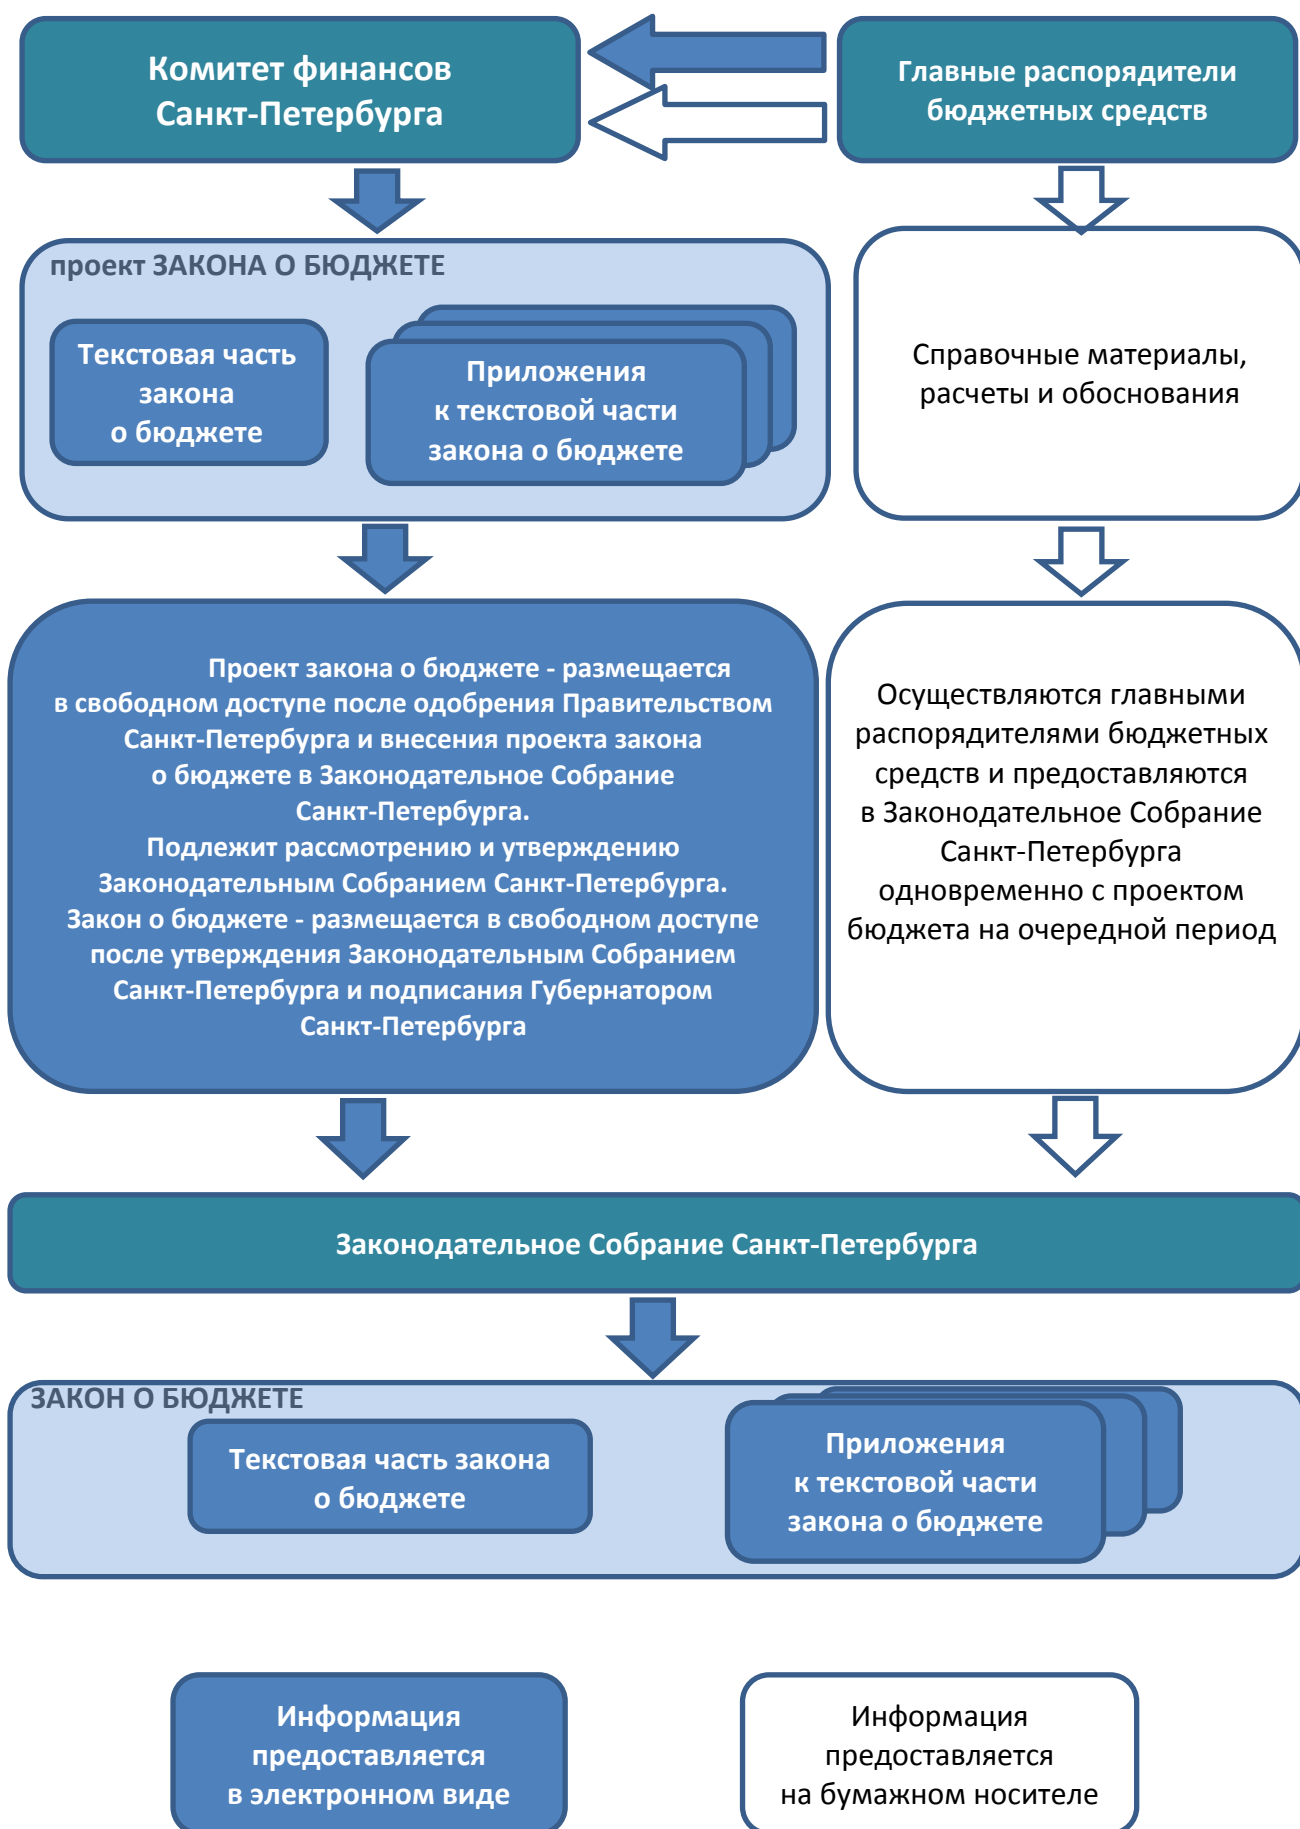 Комитет финансов
Санкт-Петербурга
Главные распорядители
бюджетных средств
проект ЗАКОНА О БЮДЖЕТЕ
Текстовая часть
закона
о бюджете
Приложения
к текстовой части
закона о бюджете
Справочные материалы,
расчеты и обоснования
Проект закона о бюджете - размещается
в свободном доступе после одобрения Правительством
Санкт-Петербурга и внесения проекта закона
о бюджете в Законодательное Собрание
Санкт-Петербурга.
Подлежит рассмотрению и утверждению
Законодательным Собранием Санкт-Петербурга.
Закон о бюджете - размещается в свободном доступе
после утверждения Законодательным Собранием
Санкт-Петербурга и подписания Губернатором
Санкт-Петербурга
Осуществляются главными
распорядителями бюджетных
средств и предоставляются
в Законодательное Собрание
Санкт-Петербурга
одновременно с проектом
бюджета на очередной период
Законодательное Собрание Санкт-Петербурга
ЗАКОН О БЮДЖЕТЕ
Текстовая часть закона
о бюджете
Приложения
к текстовой части
закона о бюджете
Информация
предоставляется
в электронном виде
Информация
предоставляется
на бумажном носителе